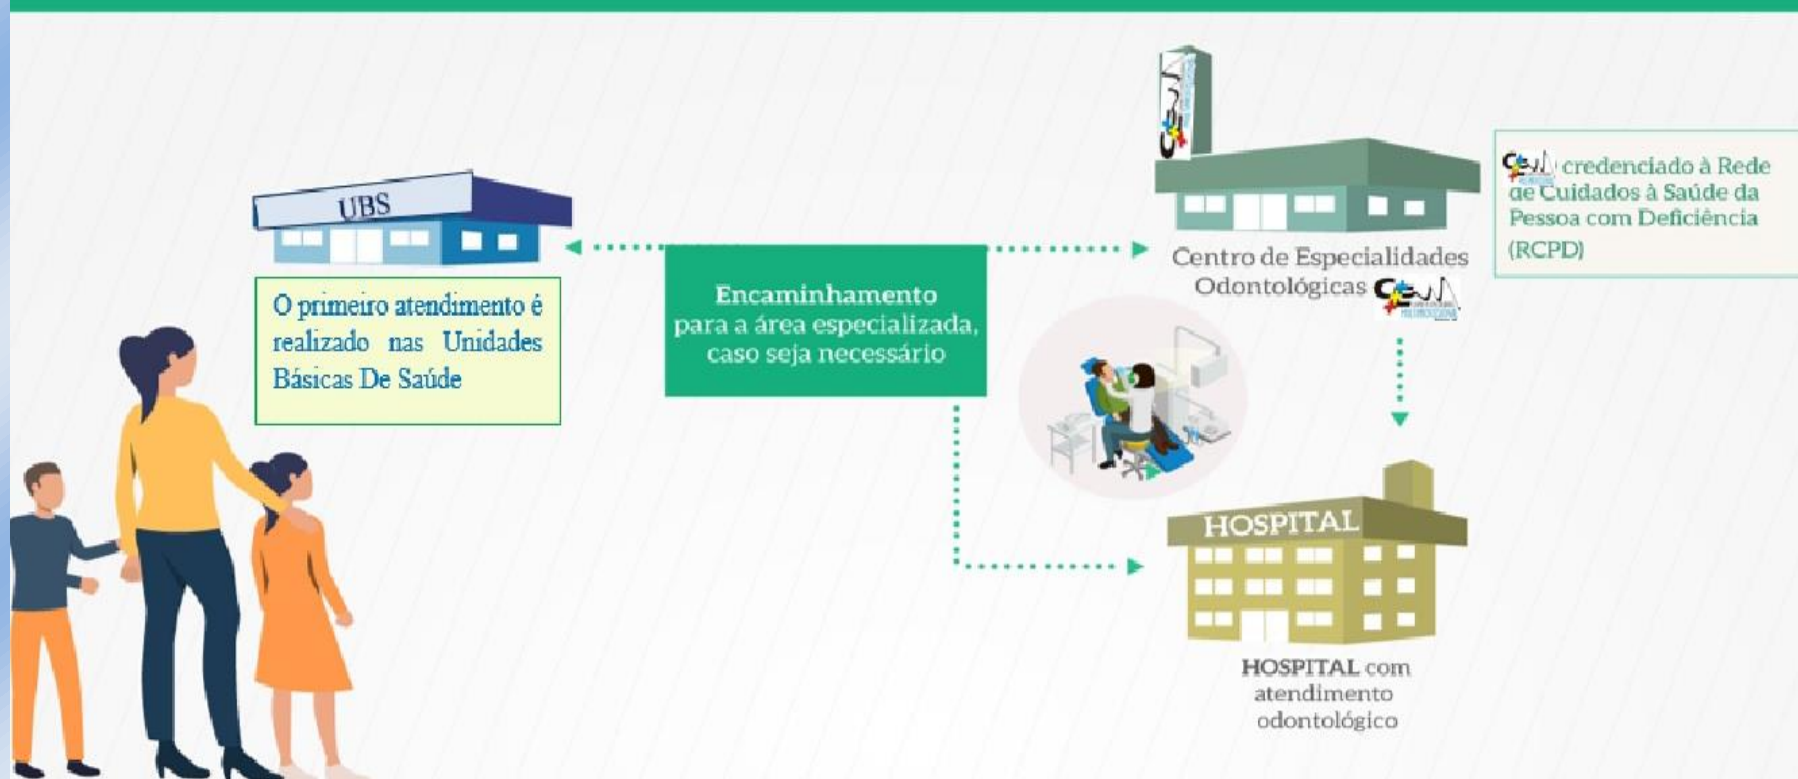 UBS
O primeiro atendimento é
realizado nas Unidades
Básicas De Saúde
Encaminhamento
para a área especializada,
caso seja necessário
Centro de Especialidades
Odontológicas
credenciado à Rede
de Cuidados à Saúde da
Pessoa com Deficiência
(RCPD)
HOSPITAL
HOSPITAL com
atendimento
odontológico